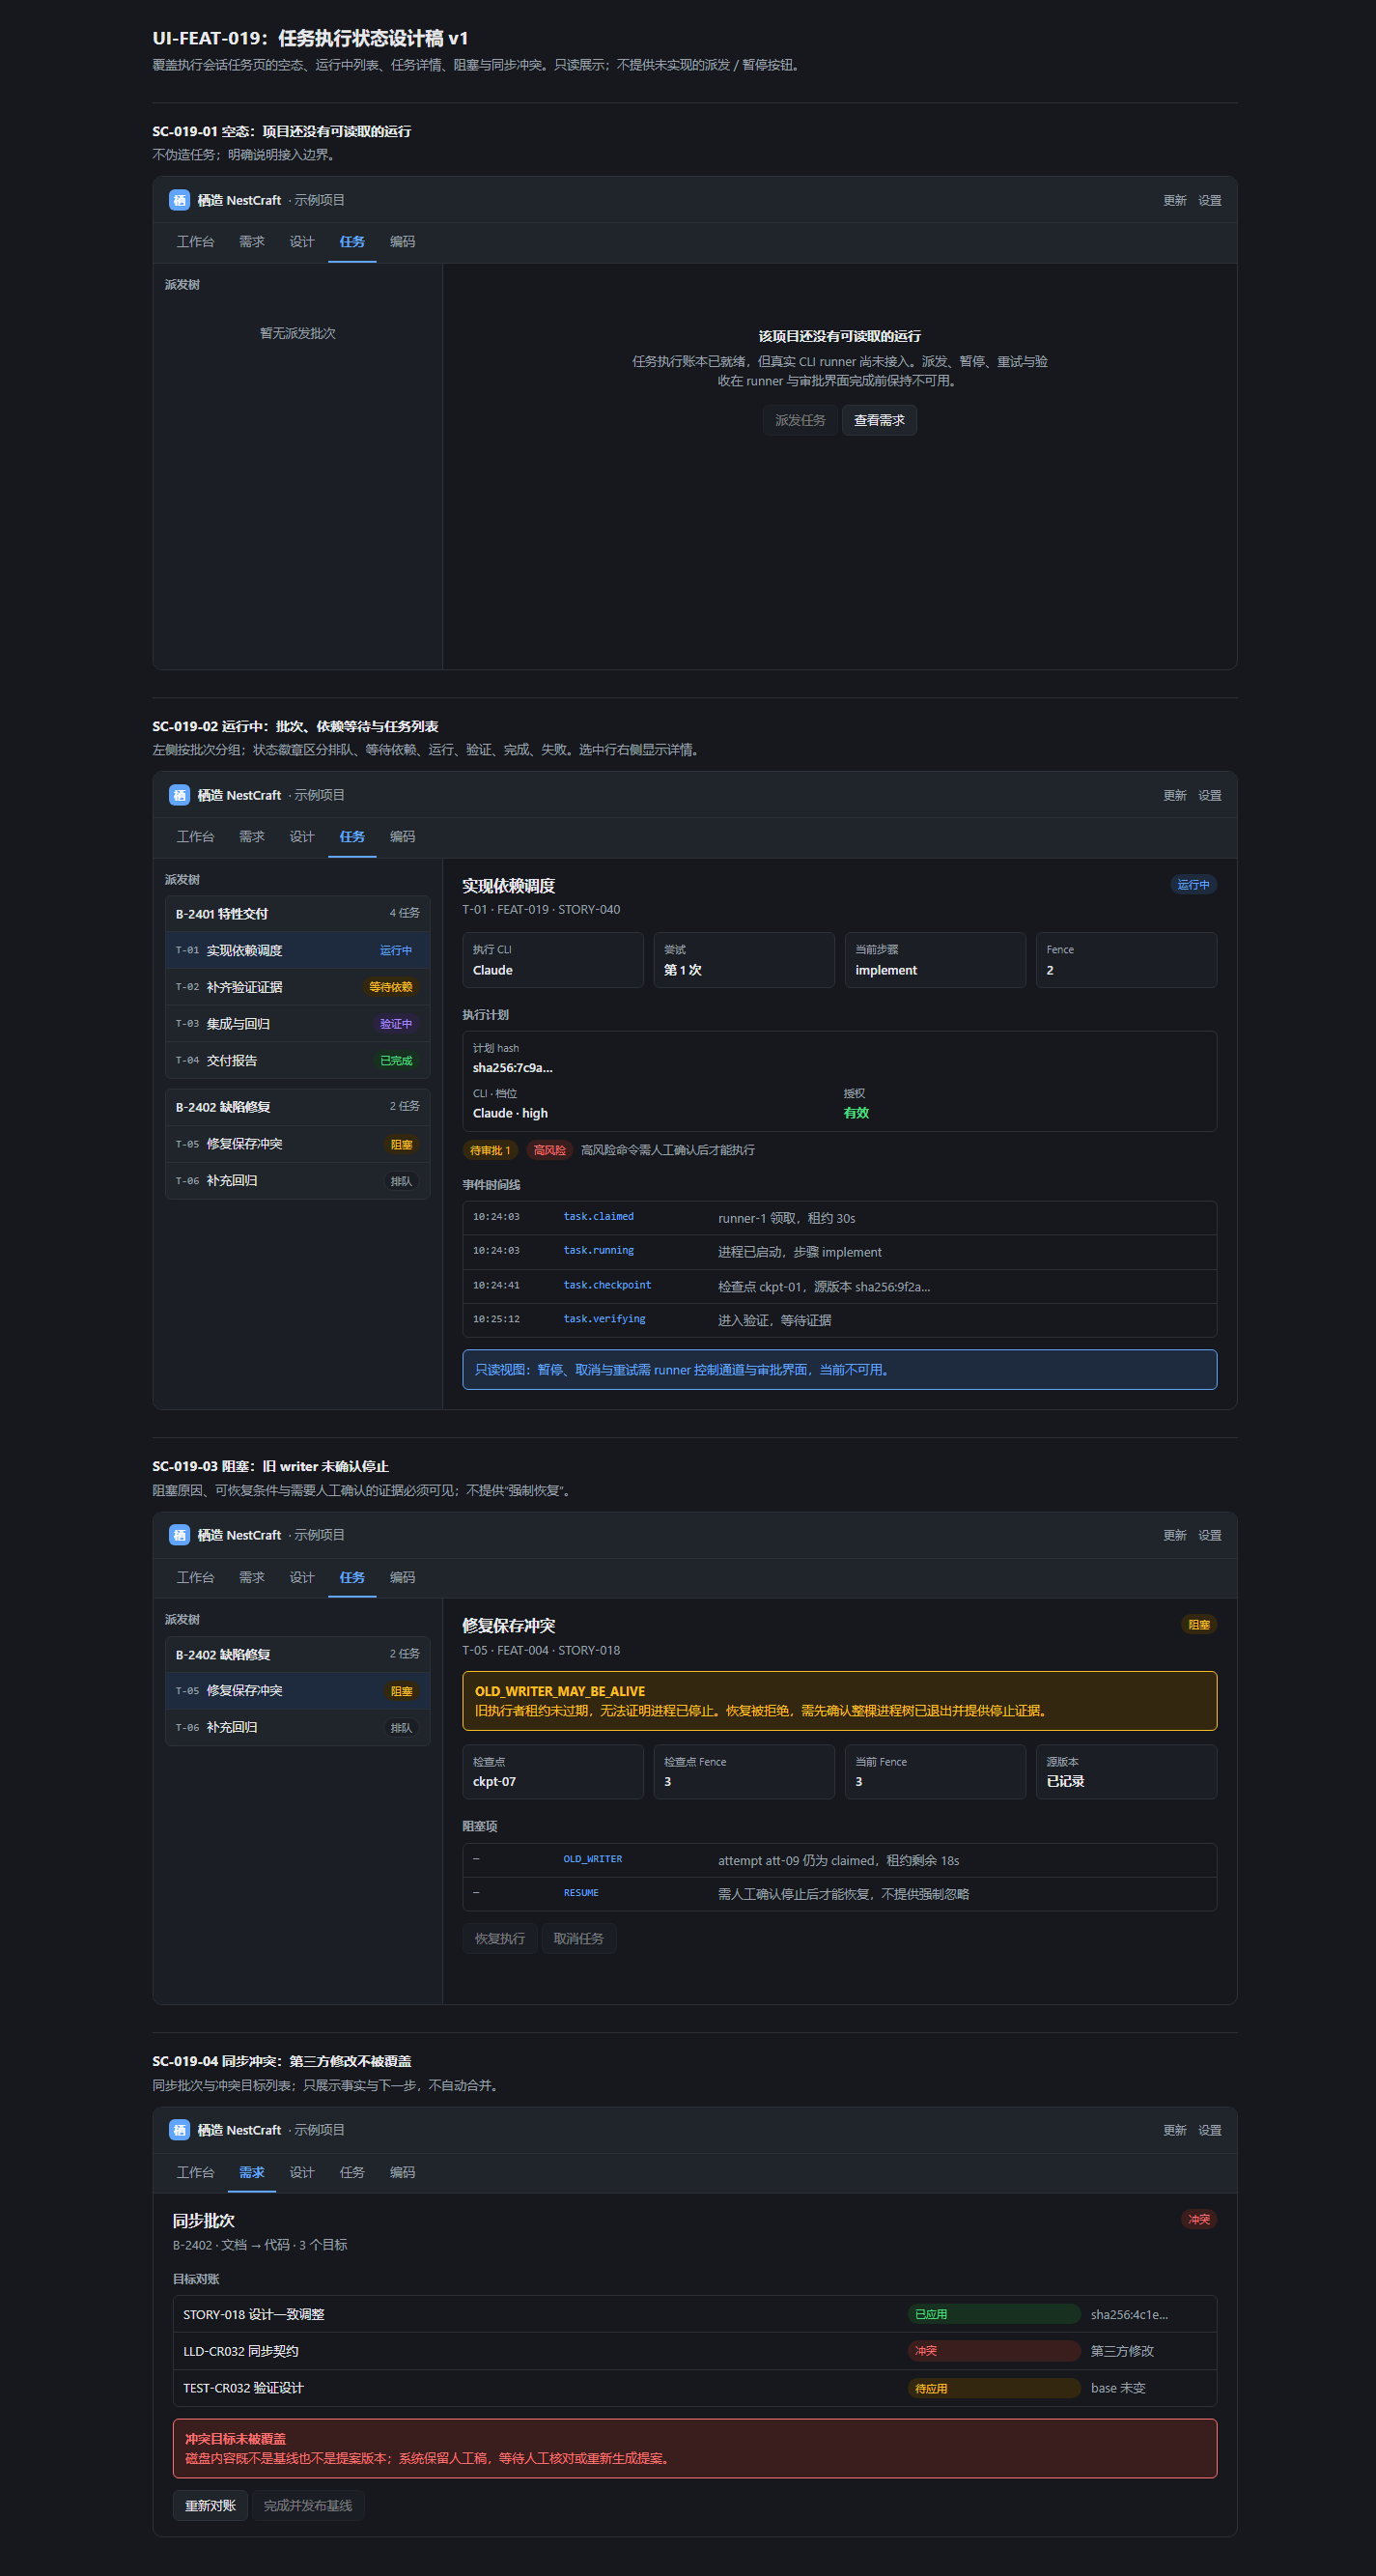 UI-FEAT-019：任务执行状态设计稿 v1
覆盖执行会话任务页的空态、运行中列表、任务详情、阻塞与同步冲突。只读展示；不提供未实现的派发 / 暂停按钮。
SC-019-01 空态：项目还没有可读取的运行
不伪造任务；明确说明接入边界。
栖 栖造 NestCraft · 示例项目 更新 设置
工作台 需求 设计 任务 编码
派发树
暂无派发批次
该项目还没有可读取的运行
任务执行账本已就绪，但真实 CLI runner 尚未接入。派发、暂停、重试与验
收在 runner 与审批界面完成前保持不可用。
派发任务 查看需求
SC-019-02 运行中：批次、依赖等待与任务列表
左侧按批次分组；状态徽章区分排队、等待依赖、运行、验证、完成、失败。选中行右侧显示详情。
栖 栖造 NestCraft · 示例项目 更新 设置
工作台 需求 设计 任务 编码
派发树
B-2401 特性交付 4 任务
T-01 实现依赖调度 运行中
T-02 补齐验证证据 等待依赖
T-03 集成与回归 验证中
T-04 交付报告 已完成
B-2402 缺陷修复 2 任务
T-05 修复保存冲突 阻塞
T-06 补充回归 排队
实现依赖调度 运行中
T-01 · FEAT-019 · STORY-040
执行 CLI 尝试 当前步骤 Fence
Claude 第 1 次 implement 2
执行计划
计划 hash
sha256:7c9a…
CLI · 档位 授权
Claude · high 有效
待审批 1 高风险 高风险命令需人工确认后才能执行
事件时间线
10:24:03 task.claimed runner-1 领取，租约 30s
10:24:03 task.running 进程已启动，步骤 implement
10:24:41 task.checkpoint 检查点 ckpt-01，源版本 sha256:9f2a…
10:25:12 task.verifying 进入验证，等待证据
只读视图：暂停、取消与重试需 runner 控制通道与审批界面，当前不可用。
SC-019-03 阻塞：旧 writer 未确认停止
阻塞原因、可恢复条件与需要人工确认的证据必须可见；不提供“强制恢复”。
栖 栖造 NestCraft · 示例项目 更新 设置
工作台 需求 设计 任务 编码
派发树
B-2402 缺陷修复 2 任务
T-05 修复保存冲突 阻塞
T-06 补充回归 排队
修复保存冲突 阻塞
T-05 · FEAT-004 · STORY-018
OLD_WRITER_MAY_BE_ALIVE
旧执行者租约未过期，无法证明进程已停止。恢复被拒绝，需先确认整棵进程树已退出并提供停止证据。
检查点 检查点 Fence 当前 Fence 源版本
ckpt-07 3 3 已记录
阻塞项
— OLD_WRITER attempt att-09 仍为 claimed，租约剩余 18s
— RESUME 需人工确认停止后才能恢复，不提供强制忽略
恢复执行 取消任务
SC-019-04 同步冲突：第三方修改不被覆盖
同步批次与冲突目标列表；只展示事实与下一步，不自动合并。
栖 栖造 NestCraft · 示例项目 更新 设置
工作台 需求 设计 任务 编码
同步批次 冲突
B-2402 · 文档 → 代码 · 3 个目标
目标对账
STORY-018 设计一致调整 已应用 sha256:4c1e…
LLD-CR032 同步契约 冲突 第三方修改
TEST-CR032 验证设计 待应用 base 未变
冲突目标未被覆盖
磁盘内容既不是基线也不是提案版本；系统保留人工稿，等待人工核对或重新生成提案。
重新对账 完成并发布基线